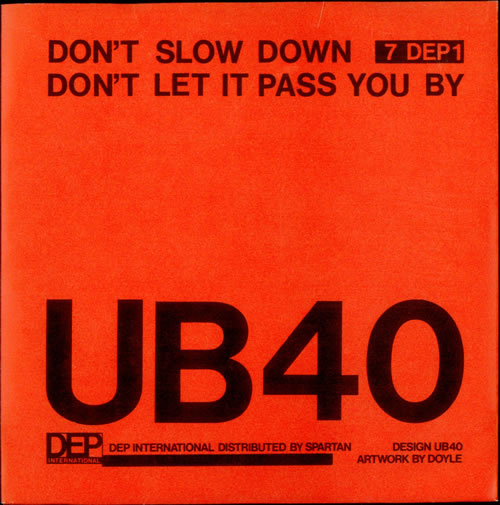 DON'T SLOW DOWN 7 DEP1
DON'T LET IT PASS YOU BY
UB40
DEP
INTERNATIONAL
DEP INTERNATIONAL DISTRIBUTED BY SPARTAN
DESIGN UB40
ARTWORK BY DOYLE